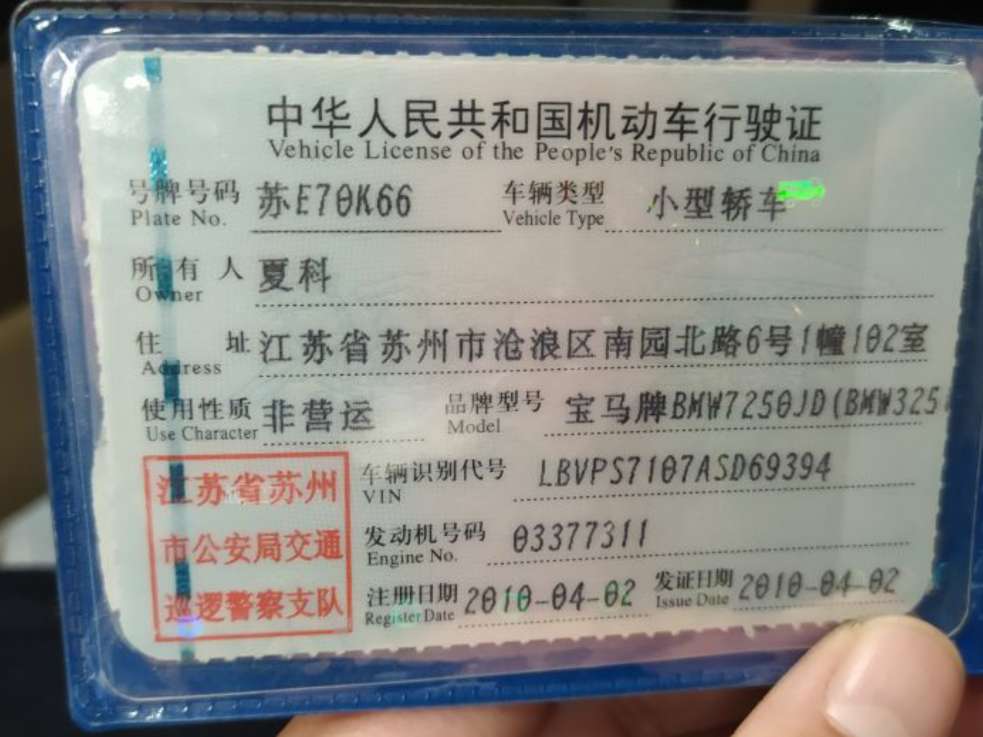 中华人民共和国机动车行驶证
Vehicle License of the People's Republic of China
号牌号码 苏E70K66 车辆类型 小型轿车
Plate No. Vehicle Type
所有人 夏科
Owner
住址 江苏省苏州市沧浪区南园北路6号1幢102室
Address
使用性质 非营运 品牌型号 宝马牌BMW7250JD(BMW325
Use Character Model
江苏省苏州 车辆识别代号 LBVPS7107ASD69394
VIN
市公安局交通 发动机号码 03377311
Engine No.
巡逻警察支队 注册日期 2010-04-02 发证日期 2010-04-02
Register Date Issue Date